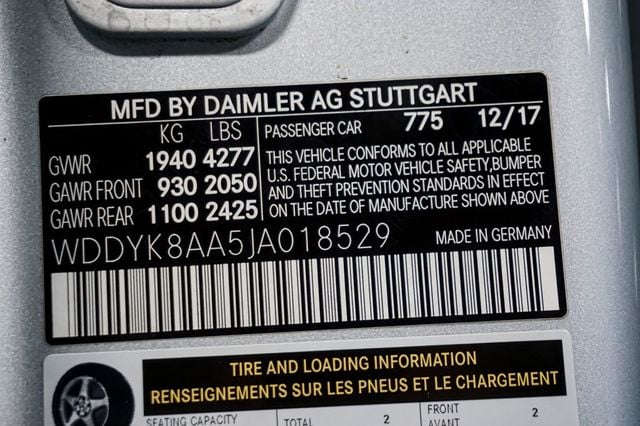 MFD BY DAIMLER AG STUTTGART
KG LBS
GVWR 1940 4277
GAWR FRONT 930 2050
GAWR REAR 1100 2425
PASSENGER CAR 775 12/17
THIS VEHICLE CONFORMS TO ALL APPLICABLE
U.S. FEDERAL MOTOR VEHICLE SAFETY,BUMPER
AND THEFT PREVENTION STANDARDS IN EFFECT
ON THE DATE OF MANUFACTURE SHOWN ABOVE
WDDYK8AA5JA018529 MADE IN GERMANY
TIRE AND LOADING INFORMATION
RENSEIGNEMENTS SUR LES PNEUS ET LE CHARGEMENT
SEATING CAPACITY TOTAL 2 FRONT 2
AVANT